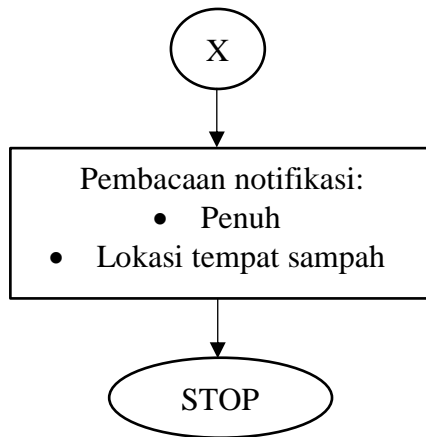 X
Pembacaan notifikasi:
• Penuh
• Lokasi tempat sampah
STOP